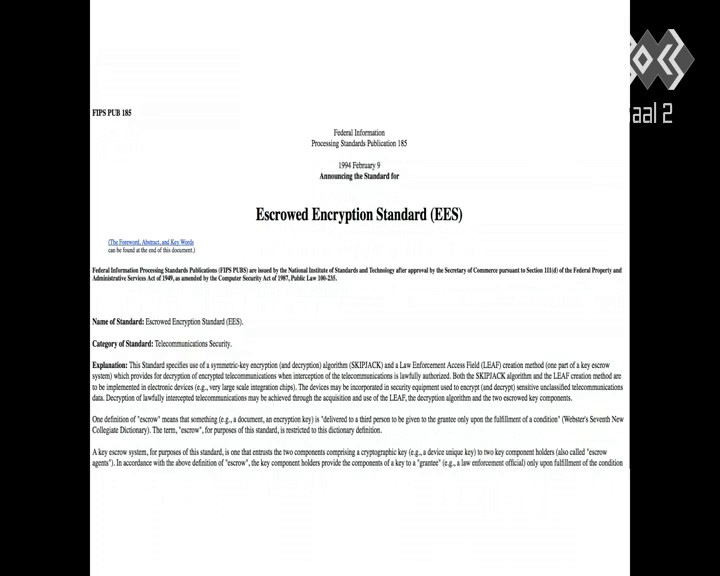 FIPS PUB 185
Federal Information
Processing Standards Publication 185
1994 February 9
Announcing the Standard for
Escrowed Encryption Standard (EES)
(The Foreword, Abstract, and Key Words
can be found at the end of this document.)
Federal Information Processing Standards Publications (FIPS PUBS) are issued by the National Institute of Standards and Technology after approval by the Secretary of Commerce pursuant to Section 111(d) of the Federal Property and
Administrative Services Act of 1949, as amended by the Computer Security Act of 1987, Public Law 100-235.
Name of Standard: Escrowed Encryption Standard (EES).
Category of Standard: Telecommunications Security.
Explanation: This Standard specifies use of a symmetric-key encryption (and decryption) algorithm (SKIPJACK) and a Law Enforcement Access Field (LEAF) creation method (one part of a key escrow
system) which provides for decryption of encrypted telecommunications when interception of the telecommunications is lawfully authorized. Both the SKIPJACK algorithm and the LEAF creation method are
to be implemented in electronic devices (e.g., very large scale integration chips). The devices may be incorporated in security equipment used to encrypt (and decrypt) sensitive unclassified telecommunications
data. Decryption of lawfully intercepted telecommunications may be achieved through the acquisition and use of the LEAF, the decryption algorithm and the two escrowed key components.
One definition of "escrow" means that something (e.g., a document, an encryption key) is "delivered to a third person to be given to the grantee only upon the fulfillment of a condition" (Webster's Seventh New
Collegiate Dictionary). The term, "escrow", for purposes of this standard, is restricted to this dictionary definition.
A key escrow system, for purposes of this standard, is one that entrusts the two components comprising a cryptographic key (e.g., a device unique key) to two key component holders (also called "escrow
agents"). In accordance with the above definition of "escrow", the key component holders provide the components of a key to a "grantee" (e.g., a law enforcement official) only upon fulfillment of the condition
aal 2